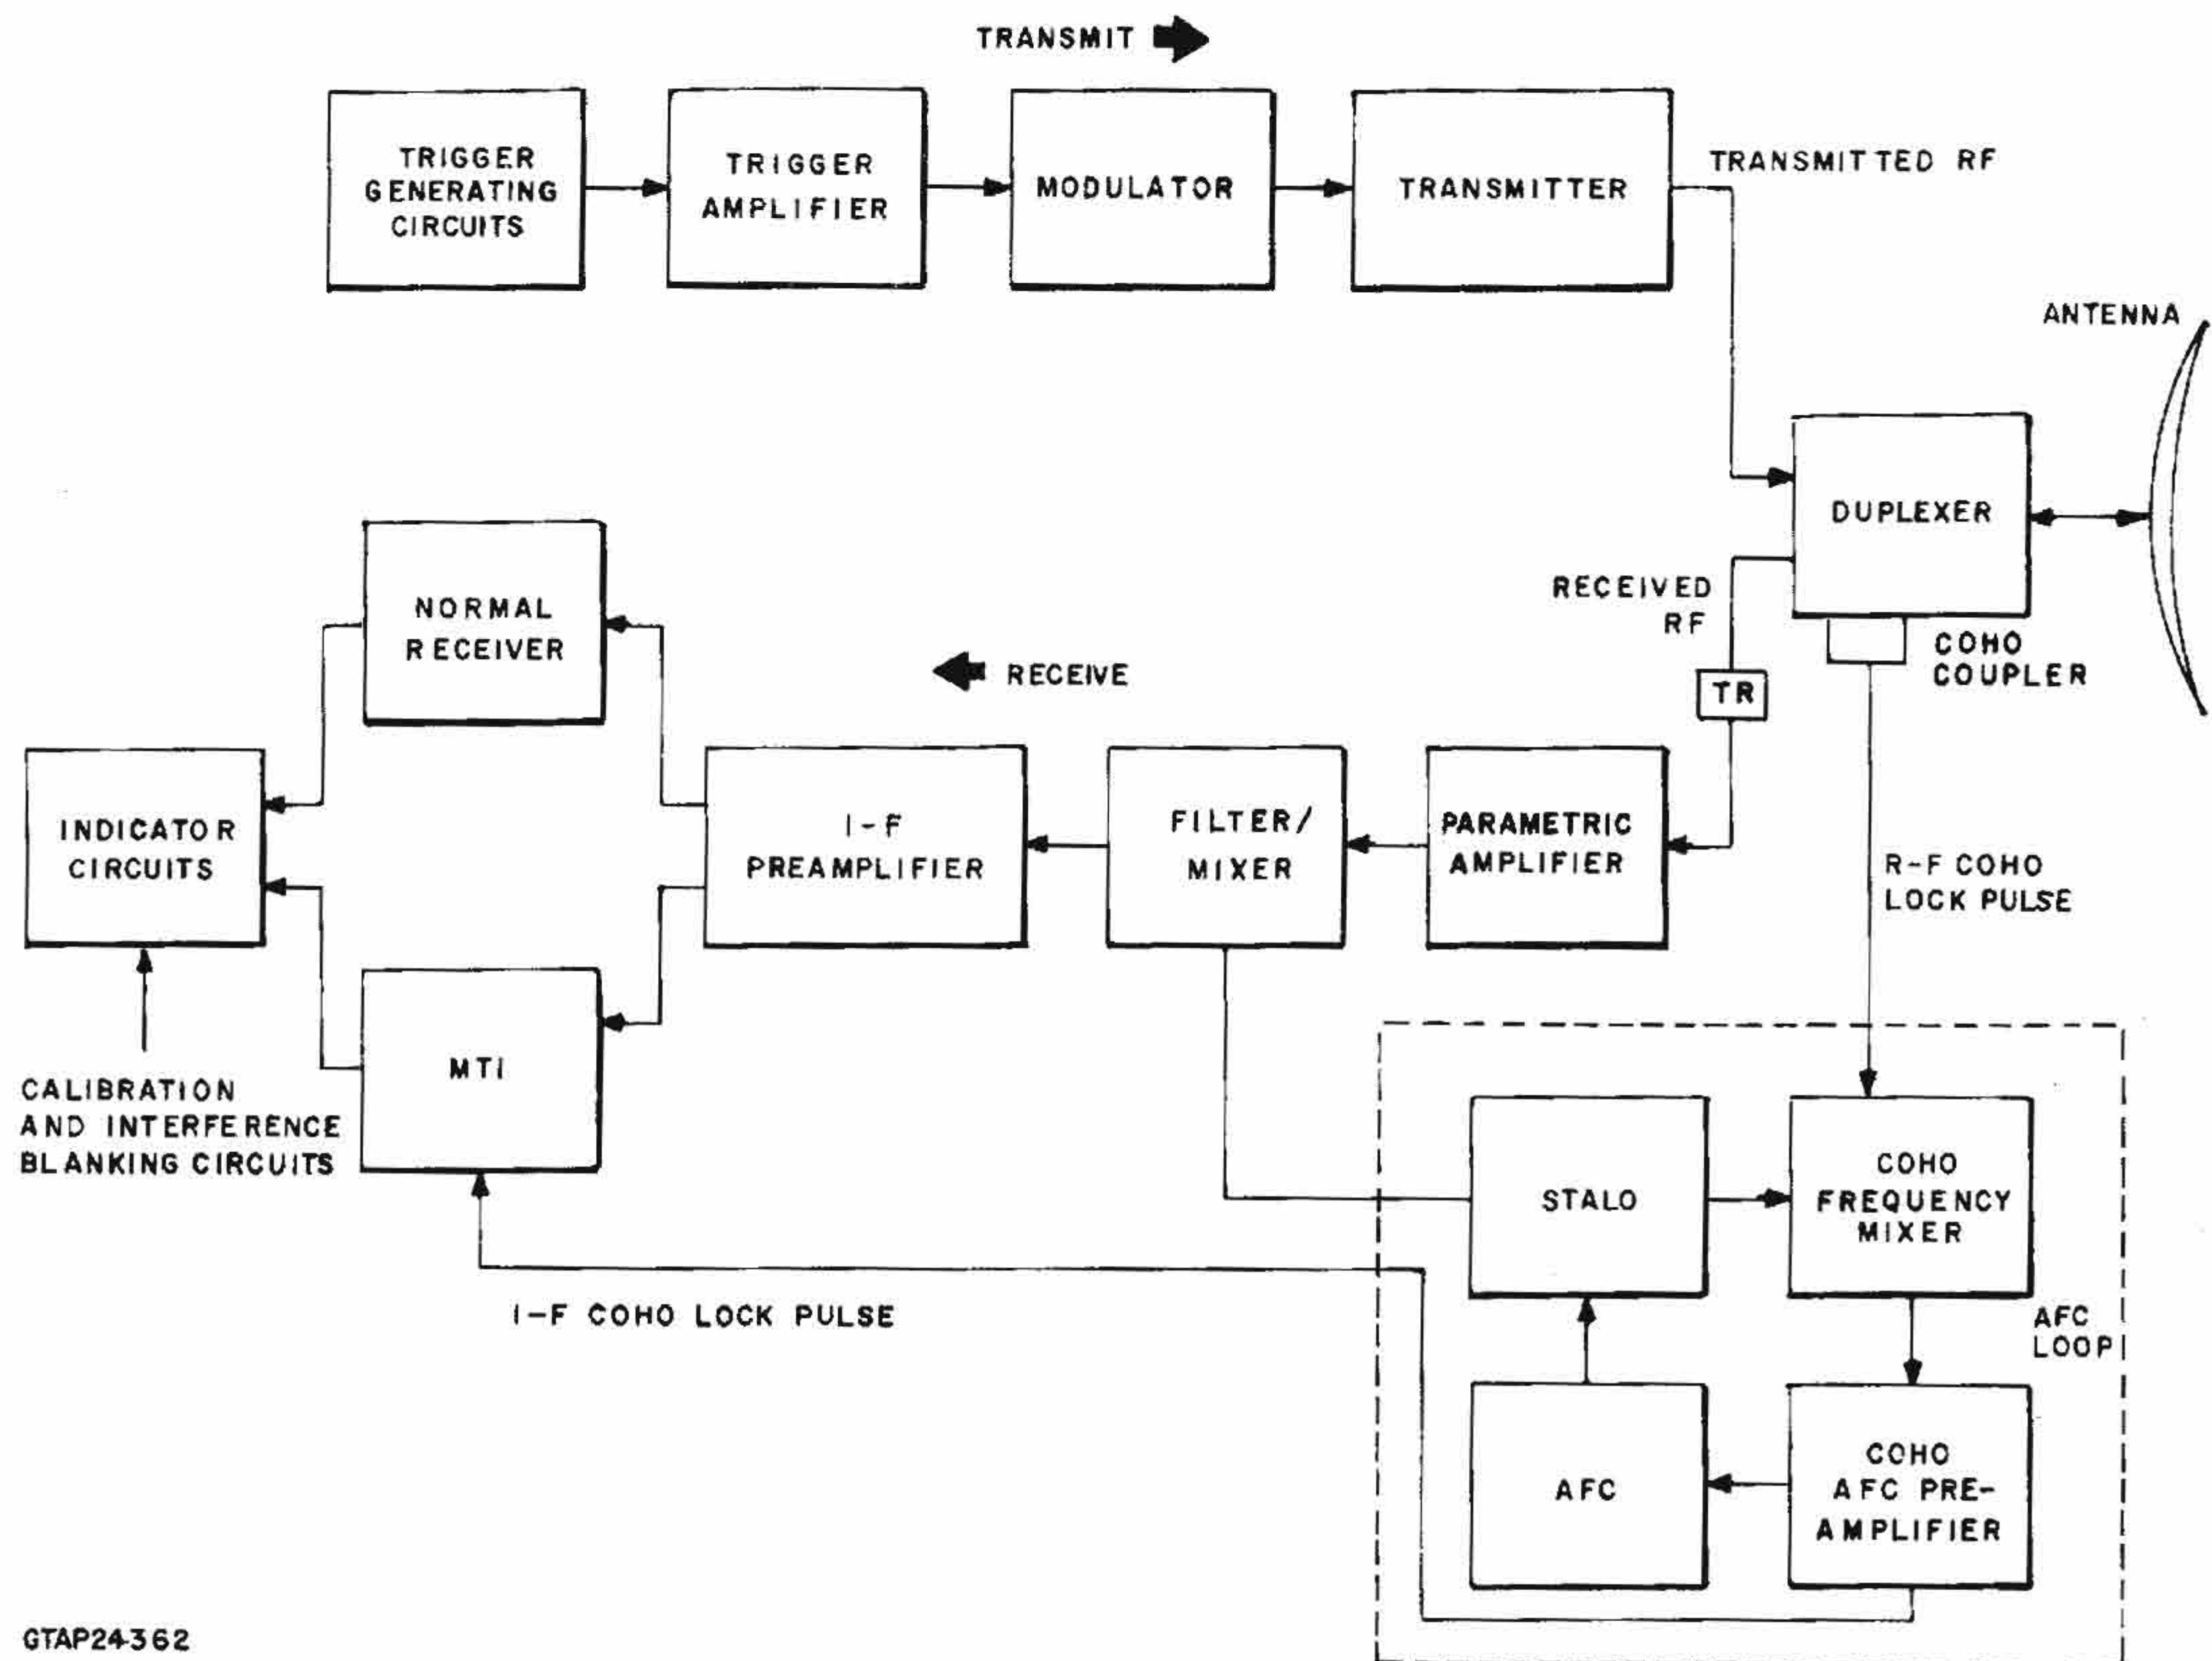 TRANSMIT
TRIGGER
GENERATING
CIRCUITS
TRIGGER
AMPLIFIER
MODULATOR
TRANSMITTER
TRANSMITTED RF
ANTENNA
DUPLEXER
RECEIVED
RF
COHO
COUPLER
TR
NORMAL
RECEIVER
RECEIVE
INDICATOR
CIRCUITS
I-F
PREAMPLIFIER
FILTER/
MIXER
PARAMETRIC
AMPLIFIER
R-F COHO
LOCK PULSE
MTI
CALIBRATION
AND INTERFERENCE
BLANKING CIRCUITS
STALO
COHO
FREQUENCY
MIXER
I-F COHO LOCK PULSE
AFC
LOOP
AFC
COHO
AFC PRE-
AMPLIFIER
GTAP24362